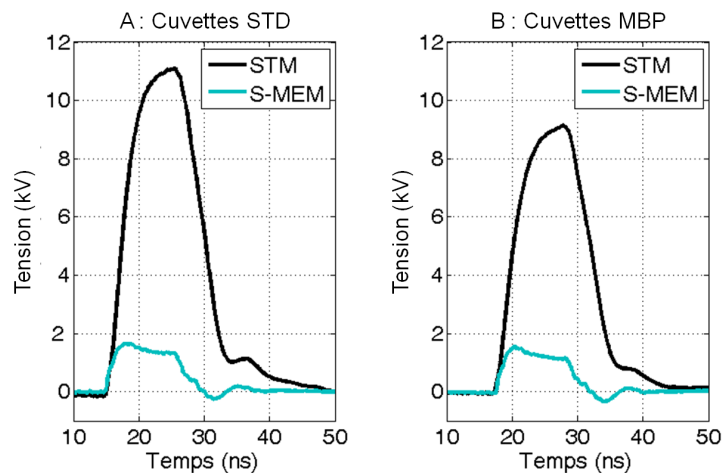 A : Cuvettes STD
12
10
8
6
4
2
0
Tension (kV)
STM
S-MEM
10 20 30 40 50
Temps (ns)
B : Cuvettes MBP
12
10
8
6
4
2
0
Tension (kV)
STM
S-MEM
10 20 30 40 50
Temps (ns)